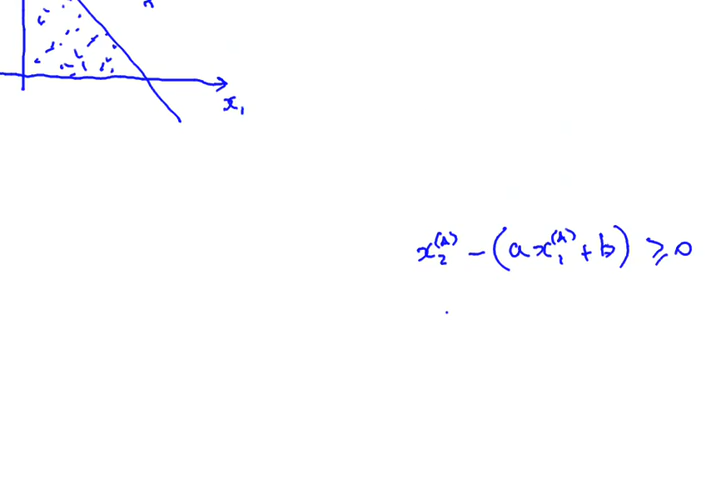 x₁
x₂⁽ᴬ⁾ - (a x₁⁽ᴬ⁾ + b) ⩾ 0